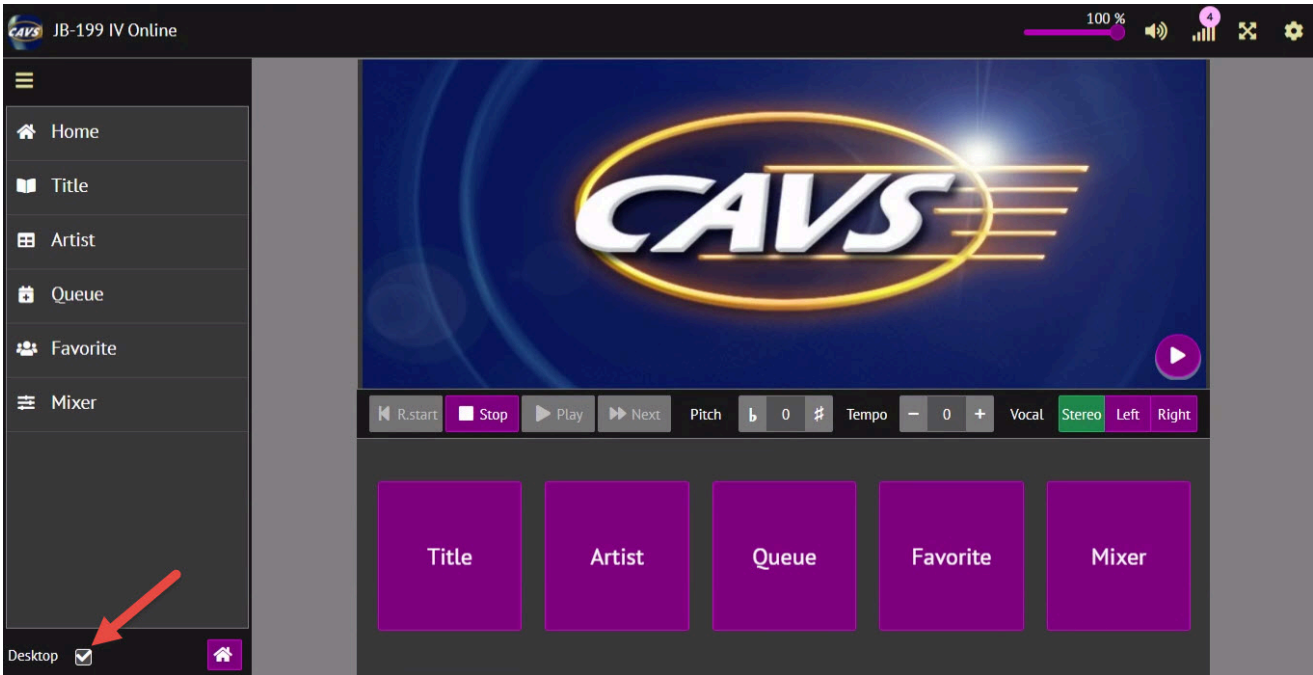 CAVS JB-199 IV Online
100 %
4
Home
Title
Artist
Queue
Favorite
Mixer
Desktop
CAVS
R.start Stop Play Next Pitch ♭ 0 ♯ Tempo − 0 + Vocal Stereo Left Right
Title Artist Queue Favorite Mixer